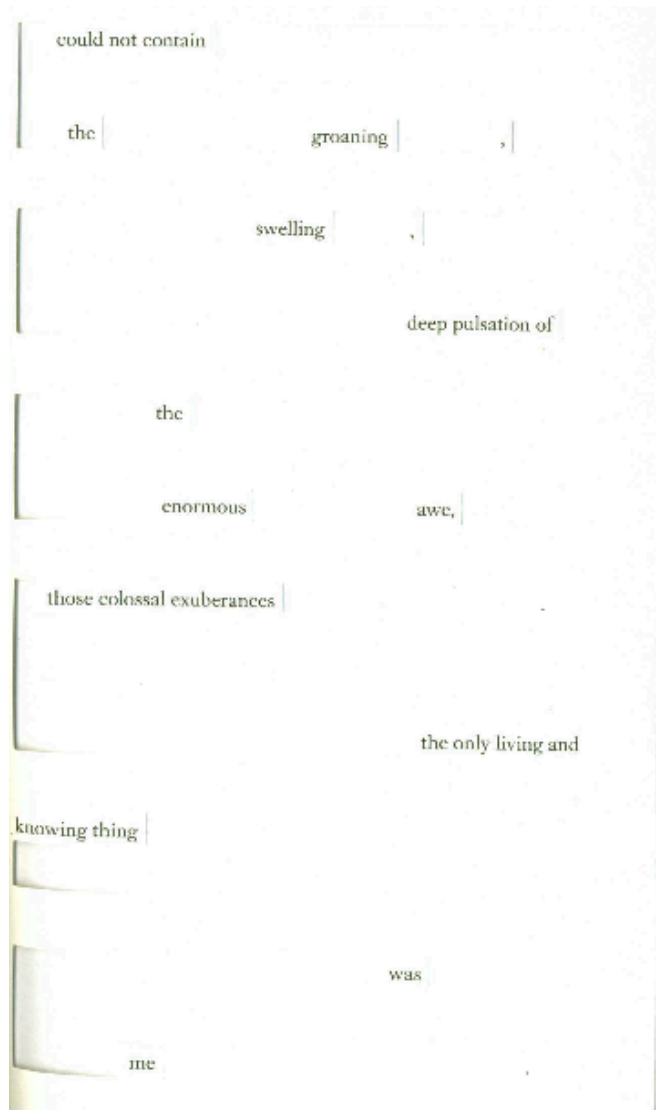 could not contain
the groaning ,
swelling ,
deep pulsation of
the
enormous awe,
those colossal exuberances
the only living and
knowing thing
was
me